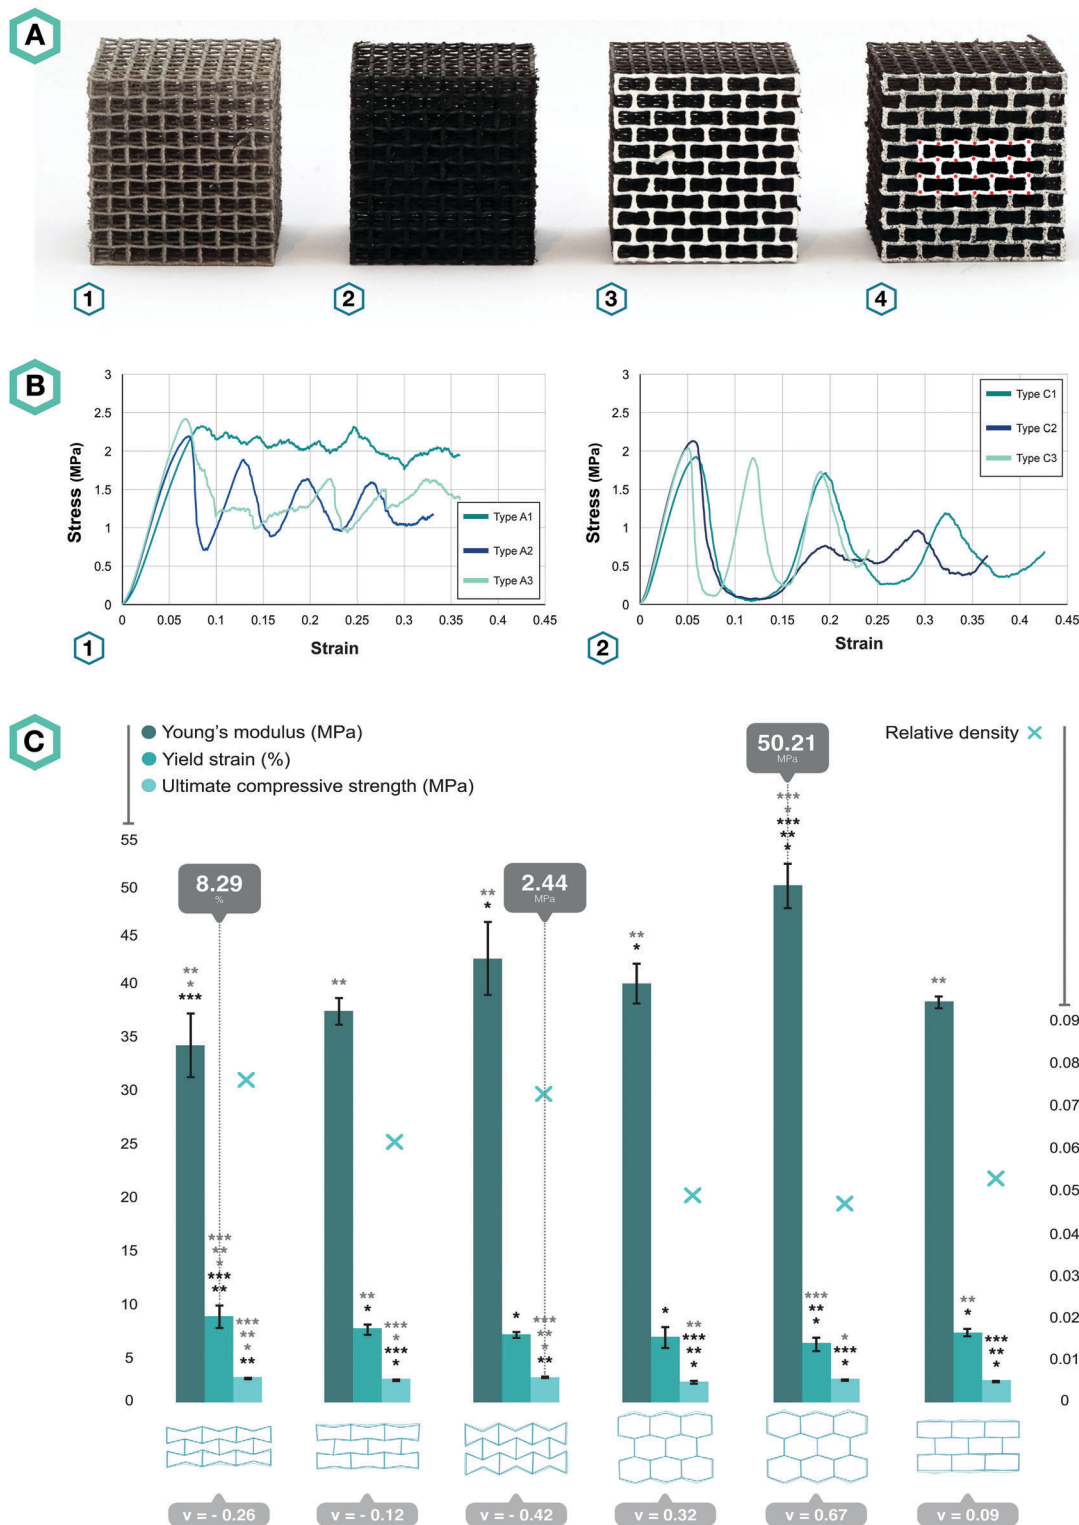 A
1
2
3
4
B
3
2.5
2
1.5
1
0.5
0
Stress (MPa)
0
0.05
0.1
0.15
0.2
0.25
0.3
0.35
0.4
0.45
Strain
Type A1
Type A2
Type A3
1
3
2.5
2
1.5
1
0.5
0
Stress (MPa)
0
0.05
0.1
0.15
0.2
0.25
0.3
0.35
0.4
0.45
Strain
Type C1
Type C2
Type C3
2
C
Young's modulus (MPa)
Yield strain (%)
Ultimate compressive strength (MPa)
Relative density
50.21
MPa
8.29
%
2.44
MPa
55
50
45
40
35
30
25
20
15
10
5
0
0.09
0.08
0.07
0.06
0.05
0.04
0.03
0.02
0.01
0
v = - 0.26
v = - 0.12
v = - 0.42
v = 0.32
v = 0.67
v = 0.09